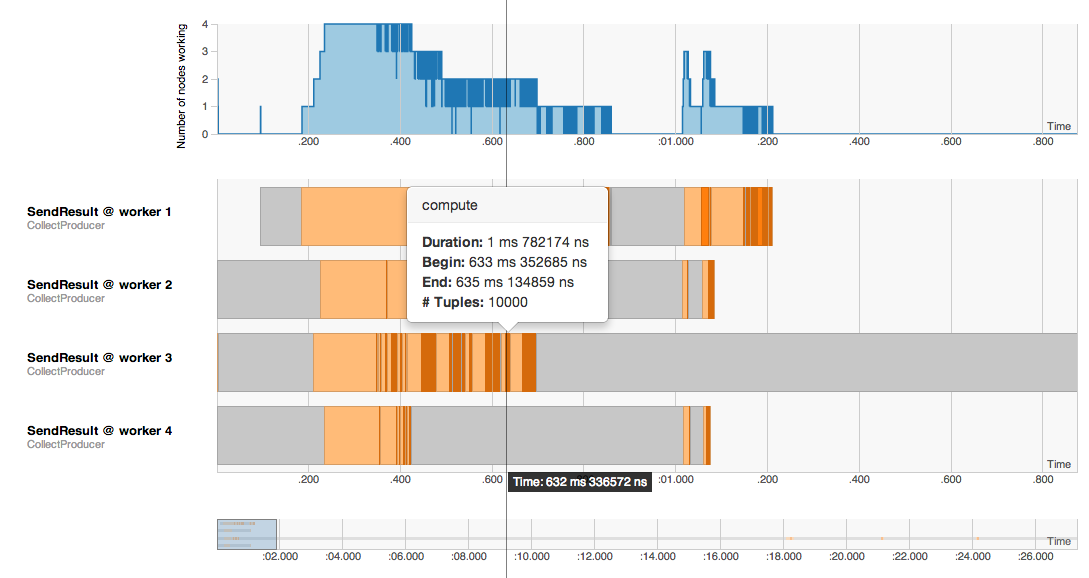 Number of nodes working
4
3
2
1
0
Time
.200 .400 .600 .800 :01.000 .200 .400 .600 .800
SendResult @ worker 1
CollectProducer
compute
Duration: 1 ms 782174 ns
Begin: 633 ms 352685 ns
End: 635 ms 134859 ns
# Tuples: 10000
SendResult @ worker 2
CollectProducer
SendResult @ worker 3
CollectProducer
SendResult @ worker 4
CollectProducer
Time
.200 .400 .600 :01.000 .200 .400 .600 .800
Time: 632 ms 336572 ns
Time
:02.000 :04.000 :06.000 :08.000 :10.000 :12.000 :14.000 :16.000 :18.000 :20.000 :22.000 :24.000 :26.000